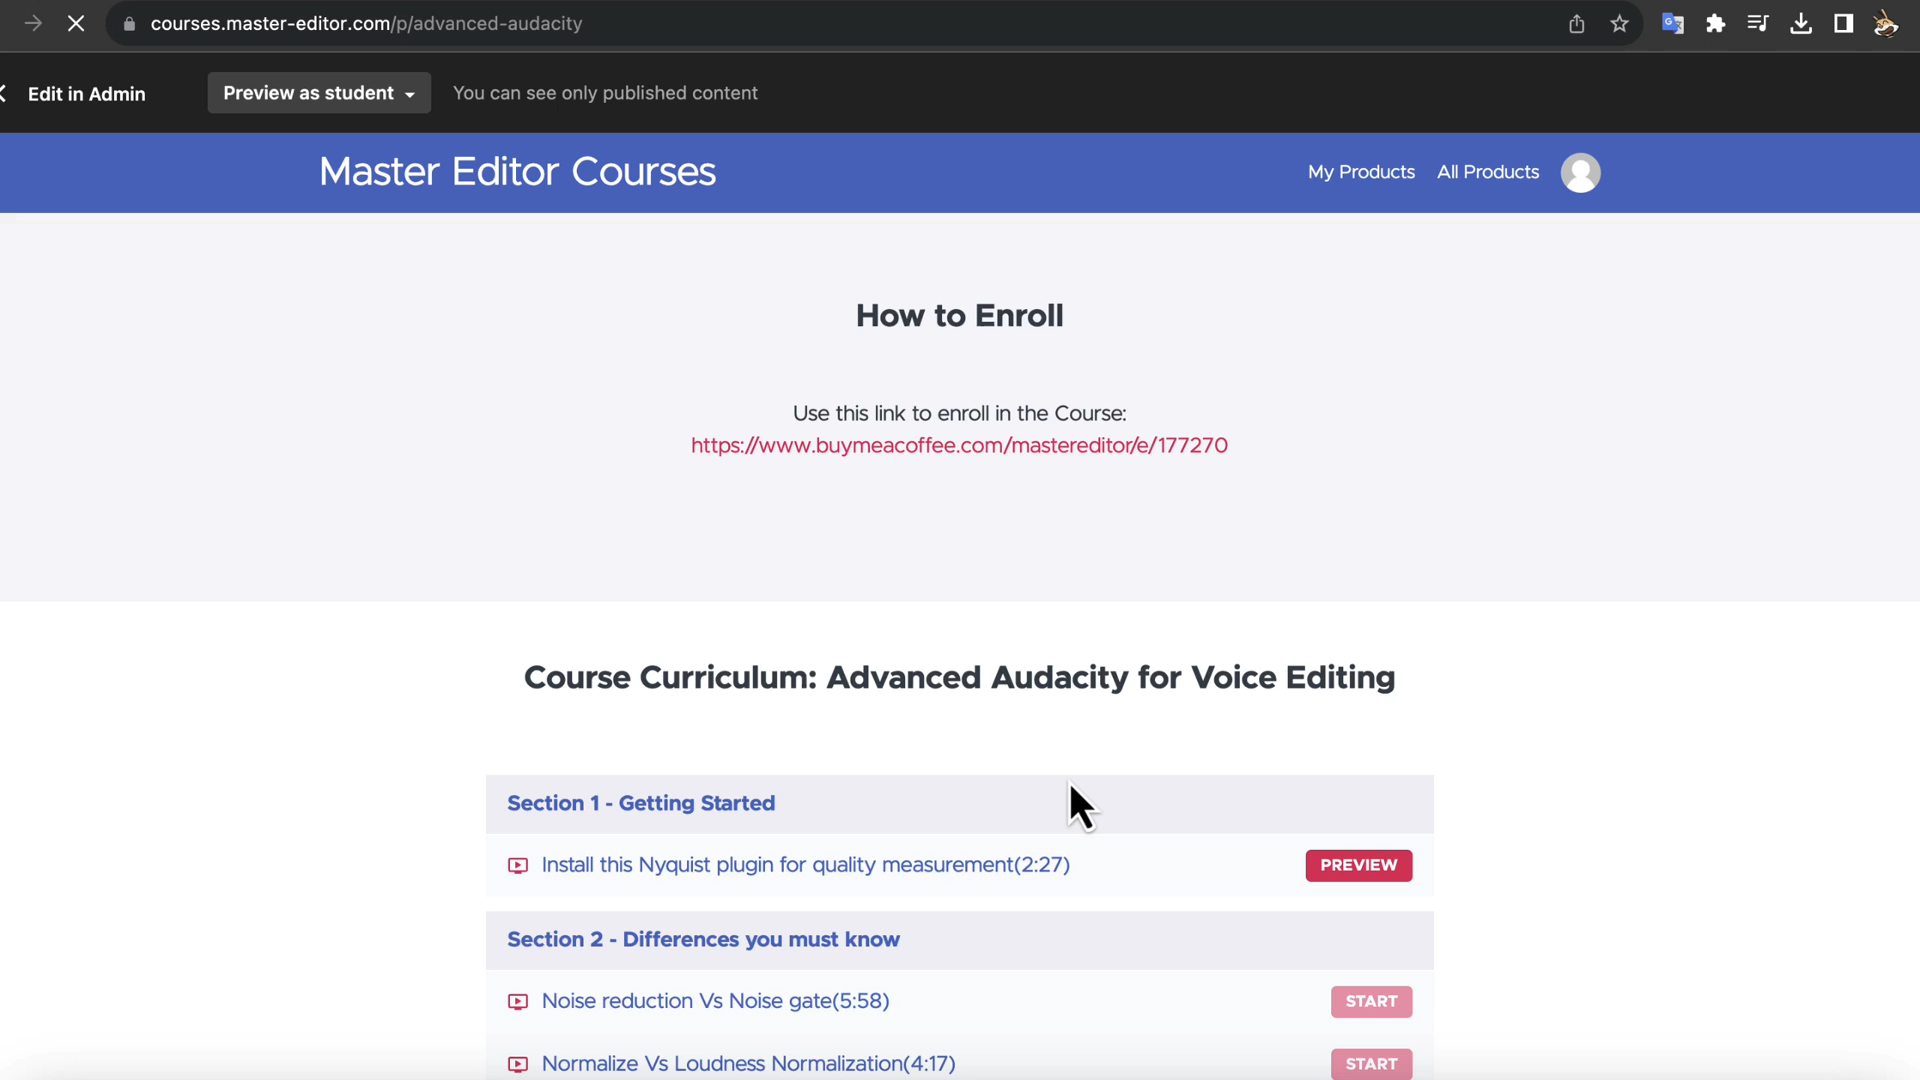 courses.master-editor.com/p/advanced-audacity
Edit in Admin
Preview as student
You can see only published content
Master Editor Courses
My Products
All Products
How to Enroll
Use this link to enroll in the Course:
https://www.buymeacoffee.com/mastereditor/e/177270
Course Curriculum: Advanced Audacity for Voice Editing
Section 1 - Getting Started
Install this Nyquist plugin for quality measurement(2:27)
PREVIEW
Section 2 - Differences you must know
Noise reduction Vs Noise gate(5:58)
START
Normalize Vs Loudness Normalization(4:17)
START